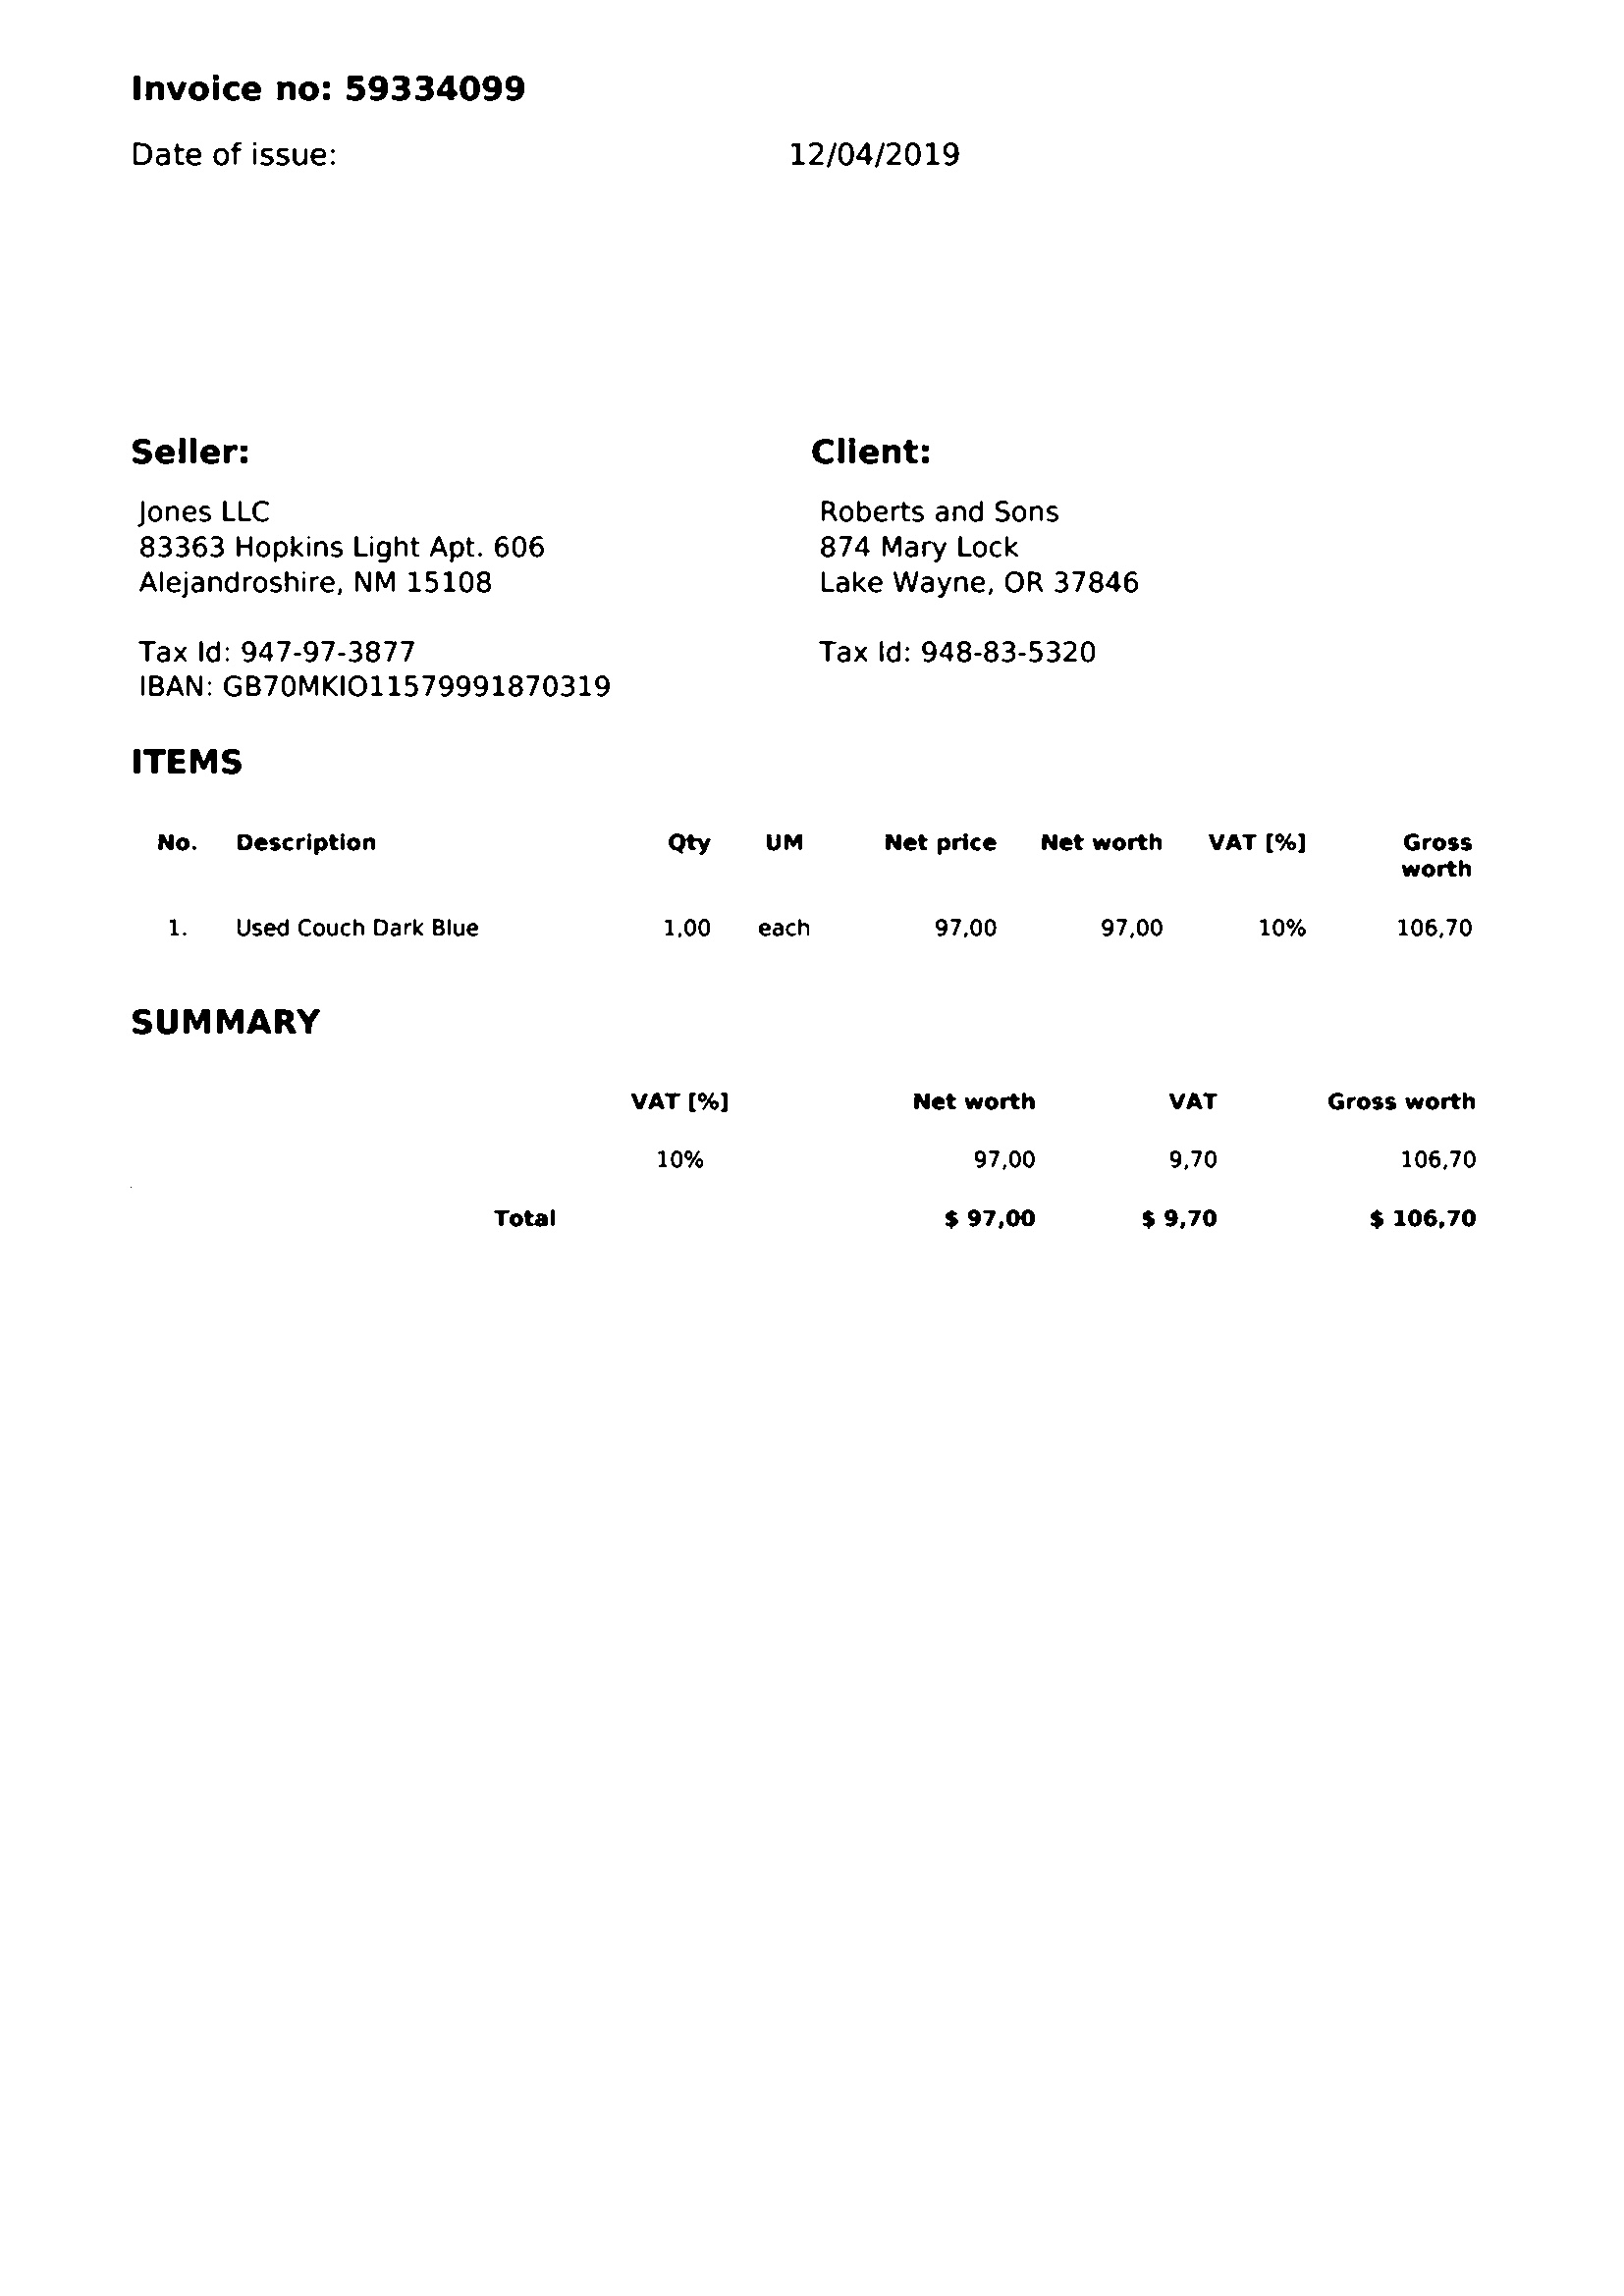 Invoice no: 59334099
Date of issue: 12/04/2019
Seller:
Jones LLC
83363 Hopkins Light Apt. 606
Alejandroshire, NM 15108
Tax Id: 947-97-3877
IBAN: GB70MKIO11579991870319
Client:
Roberts and Sons
874 Mary Lock
Lake Wayne, OR 37846
Tax Id: 948-83-5320
ITEMS
No. Description Qty UM Net price Net worth VAT [%] Gross worth
1. Used Couch Dark Blue 1,00 each 97,00 97,00 10% 106,70
SUMMARY
VAT [%] Net worth VAT Gross worth
10% 97,00 9,70 106,70
Total $ 97,00 $ 9,70 $ 106,70